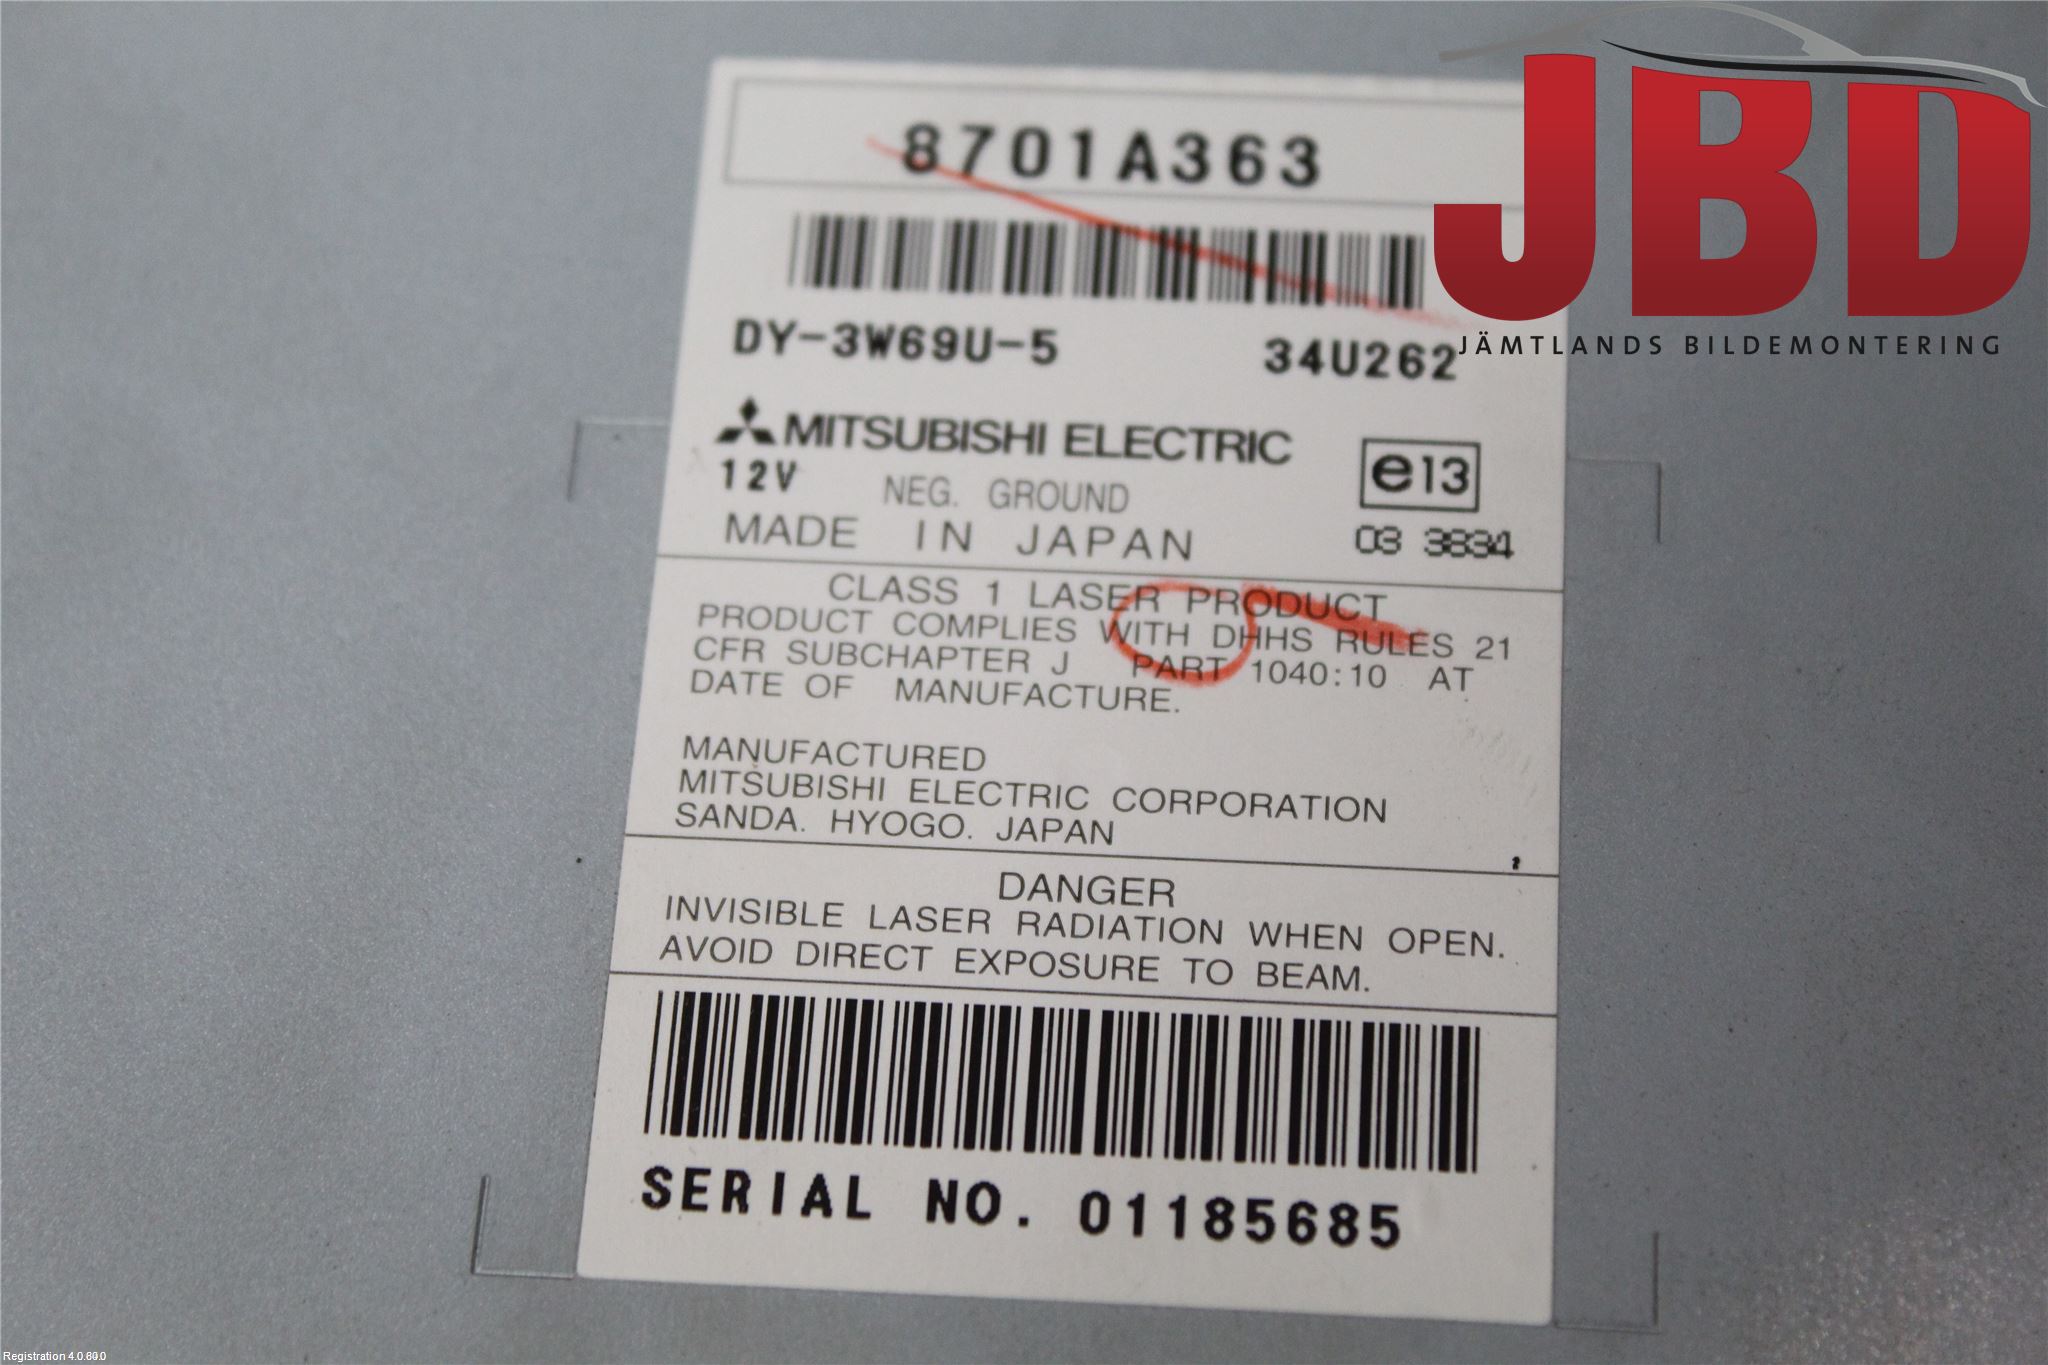 8701A363
JBD
JÄMTLANDS BILDEMONTERING
DY-3W69U-5 34U262
MITSUBISHI ELECTRIC
12V NEG. GROUND
e13
MADE IN JAPAN 03 3834
CLASS 1 LASER PRODUCT
PRODUCT COMPLIES WITH DHHS RULES 21
CFR SUBCHAPTER J PART 1040:10 AT
DATE OF MANUFACTURE.
MANUFACTURED
MITSUBISHI ELECTRIC CORPORATION
SANDA. HYOGO. JAPAN
DANGER
INVISIBLE LASER RADIATION WHEN OPEN.
AVOID DIRECT EXPOSURE TO BEAM.
SERIAL NO. 01185685
Registration